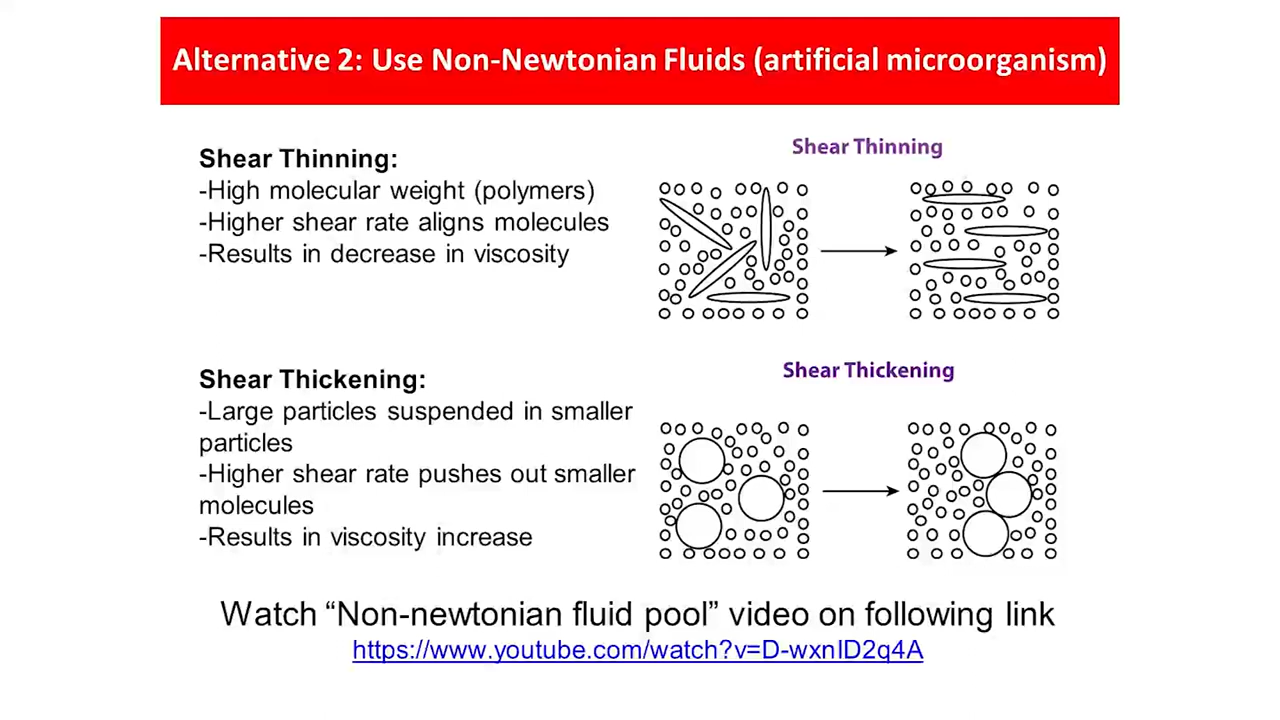 Alternative 2: Use Non-Newtonian Fluids (artificial microorganism)
Shear Thinning:
-High molecular weight (polymers)
-Higher shear rate aligns molecules
-Results in decrease in viscosity
Shear Thinning
Shear Thickening:
-Large particles suspended in smaller
particles
-Higher shear rate pushes out smaller
molecules
-Results in viscosity increase
Shear Thickening
Watch “Non-newtonian fluid pool” video on following link
https://www.youtube.com/watch?v=D-wxnID2q4A